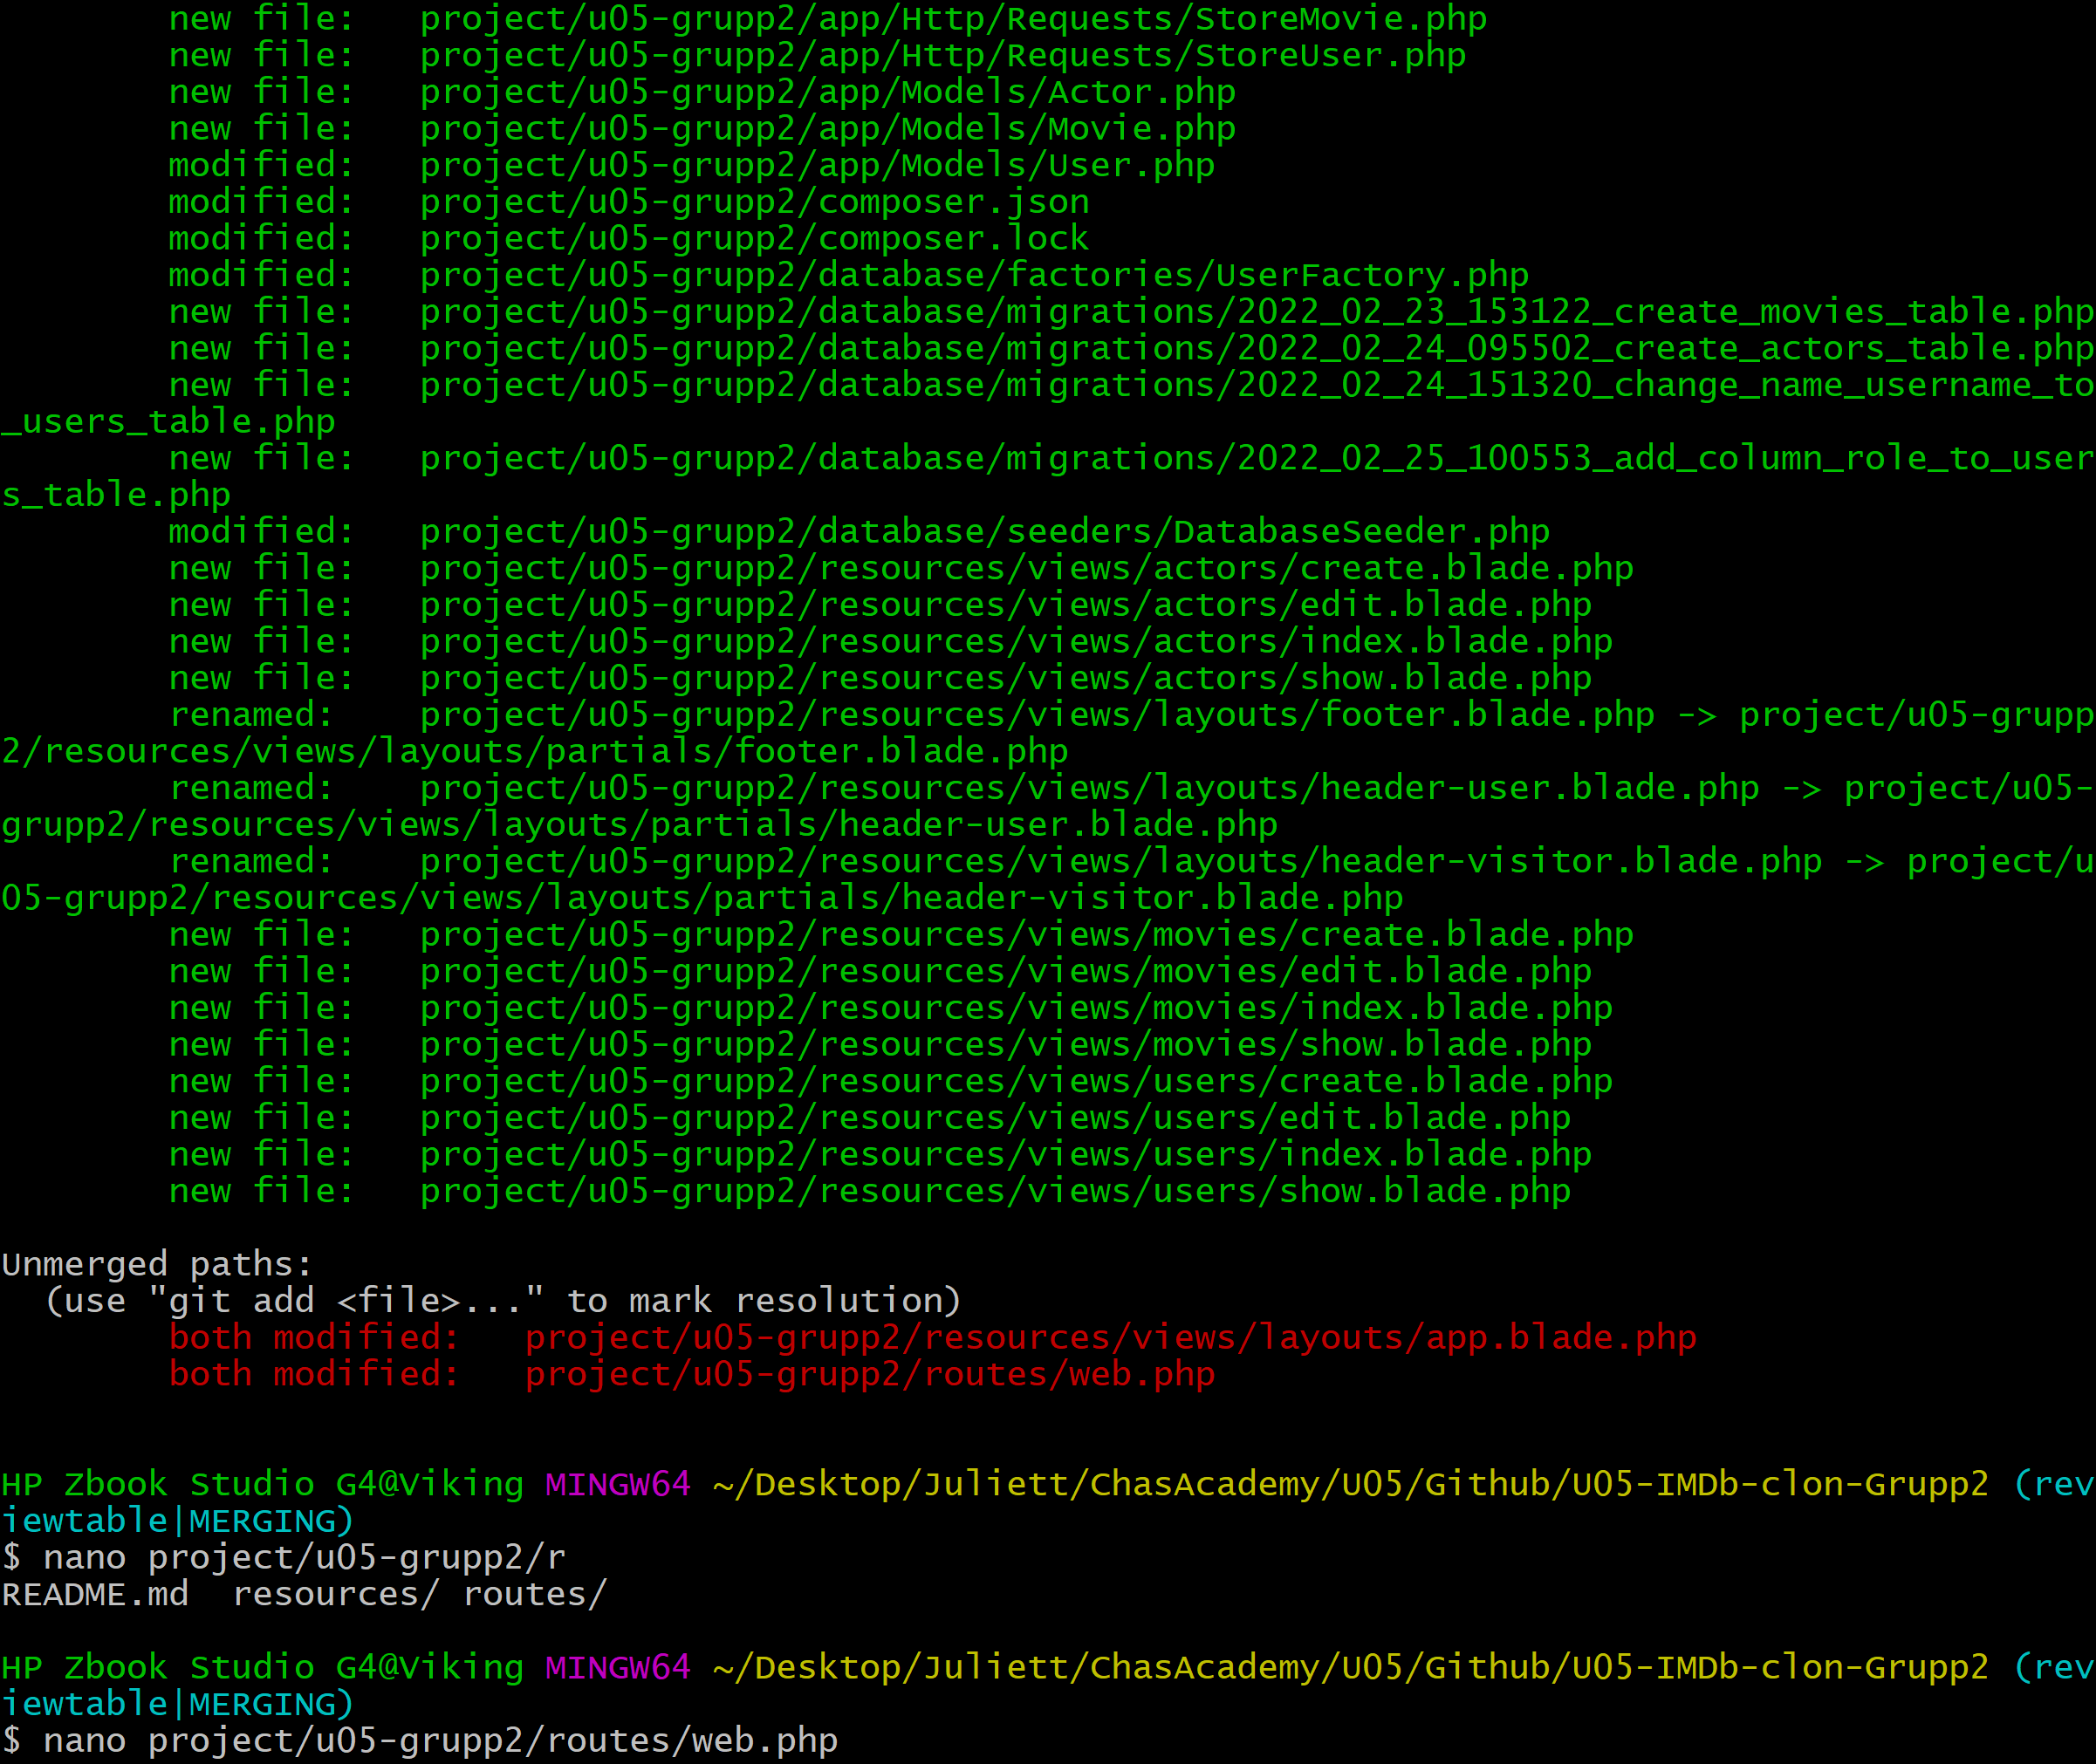 new file:   project/u05-grupp2/app/Http/Requests/StoreMovie.php
new file:   project/u05-grupp2/app/Http/Requests/StoreUser.php
new file:   project/u05-grupp2/app/Models/Actor.php
new file:   project/u05-grupp2/app/Models/Movie.php
modified:   project/u05-grupp2/app/Models/User.php
modified:   project/u05-grupp2/composer.json
modified:   project/u05-grupp2/composer.lock
modified:   project/u05-grupp2/database/factories/UserFactory.php
new file:   project/u05-grupp2/database/migrations/2022_02_23_153122_create_movies_table.php
new file:   project/u05-grupp2/database/migrations/2022_02_24_095502_create_actors_table.php
new file:   project/u05-grupp2/database/migrations/2022_02_24_151320_change_name_username_to
_users_table.php
new file:   project/u05-grupp2/database/migrations/2022_02_25_100553_add_column_role_to_user
s_table.php
modified:   project/u05-grupp2/database/seeders/DatabaseSeeder.php
new file:   project/u05-grupp2/resources/views/actors/create.blade.php
new file:   project/u05-grupp2/resources/views/actors/edit.blade.php
new file:   project/u05-grupp2/resources/views/actors/index.blade.php
new file:   project/u05-grupp2/resources/views/actors/show.blade.php
renamed:    project/u05-grupp2/resources/views/layouts/footer.blade.php -> project/u05-grupp
2/resources/views/layouts/partials/footer.blade.php
renamed:    project/u05-grupp2/resources/views/layouts/header-user.blade.php -> project/u05-
grupp2/resources/views/layouts/partials/header-user.blade.php
renamed:    project/u05-grupp2/resources/views/layouts/header-visitor.blade.php -> project/u
05-grupp2/resources/views/layouts/partials/header-visitor.blade.php
new file:   project/u05-grupp2/resources/views/movies/create.blade.php
new file:   project/u05-grupp2/resources/views/movies/edit.blade.php
new file:   project/u05-grupp2/resources/views/movies/index.blade.php
new file:   project/u05-grupp2/resources/views/movies/show.blade.php
new file:   project/u05-grupp2/resources/views/users/create.blade.php
new file:   project/u05-grupp2/resources/views/users/edit.blade.php
new file:   project/u05-grupp2/resources/views/users/index.blade.php
new file:   project/u05-grupp2/resources/views/users/show.blade.php
Unmerged paths:
(use "git add <file>..." to mark resolution)
both modified:   project/u05-grupp2/resources/views/layouts/app.blade.php
both modified:   project/u05-grupp2/routes/web.php
HP Zbook Studio G4@Viking MINGW64 ~/Desktop/Juliett/ChasAcademy/U05/Github/U05-IMDb-clon-Grupp2 (rev
iewtable|MERGING)
$ nano project/u05-grupp2/r
README.md  resources/ routes/
HP Zbook Studio G4@Viking MINGW64 ~/Desktop/Juliett/ChasAcademy/U05/Github/U05-IMDb-clon-Grupp2 (rev
iewtable|MERGING)
$ nano project/u05-grupp2/routes/web.php